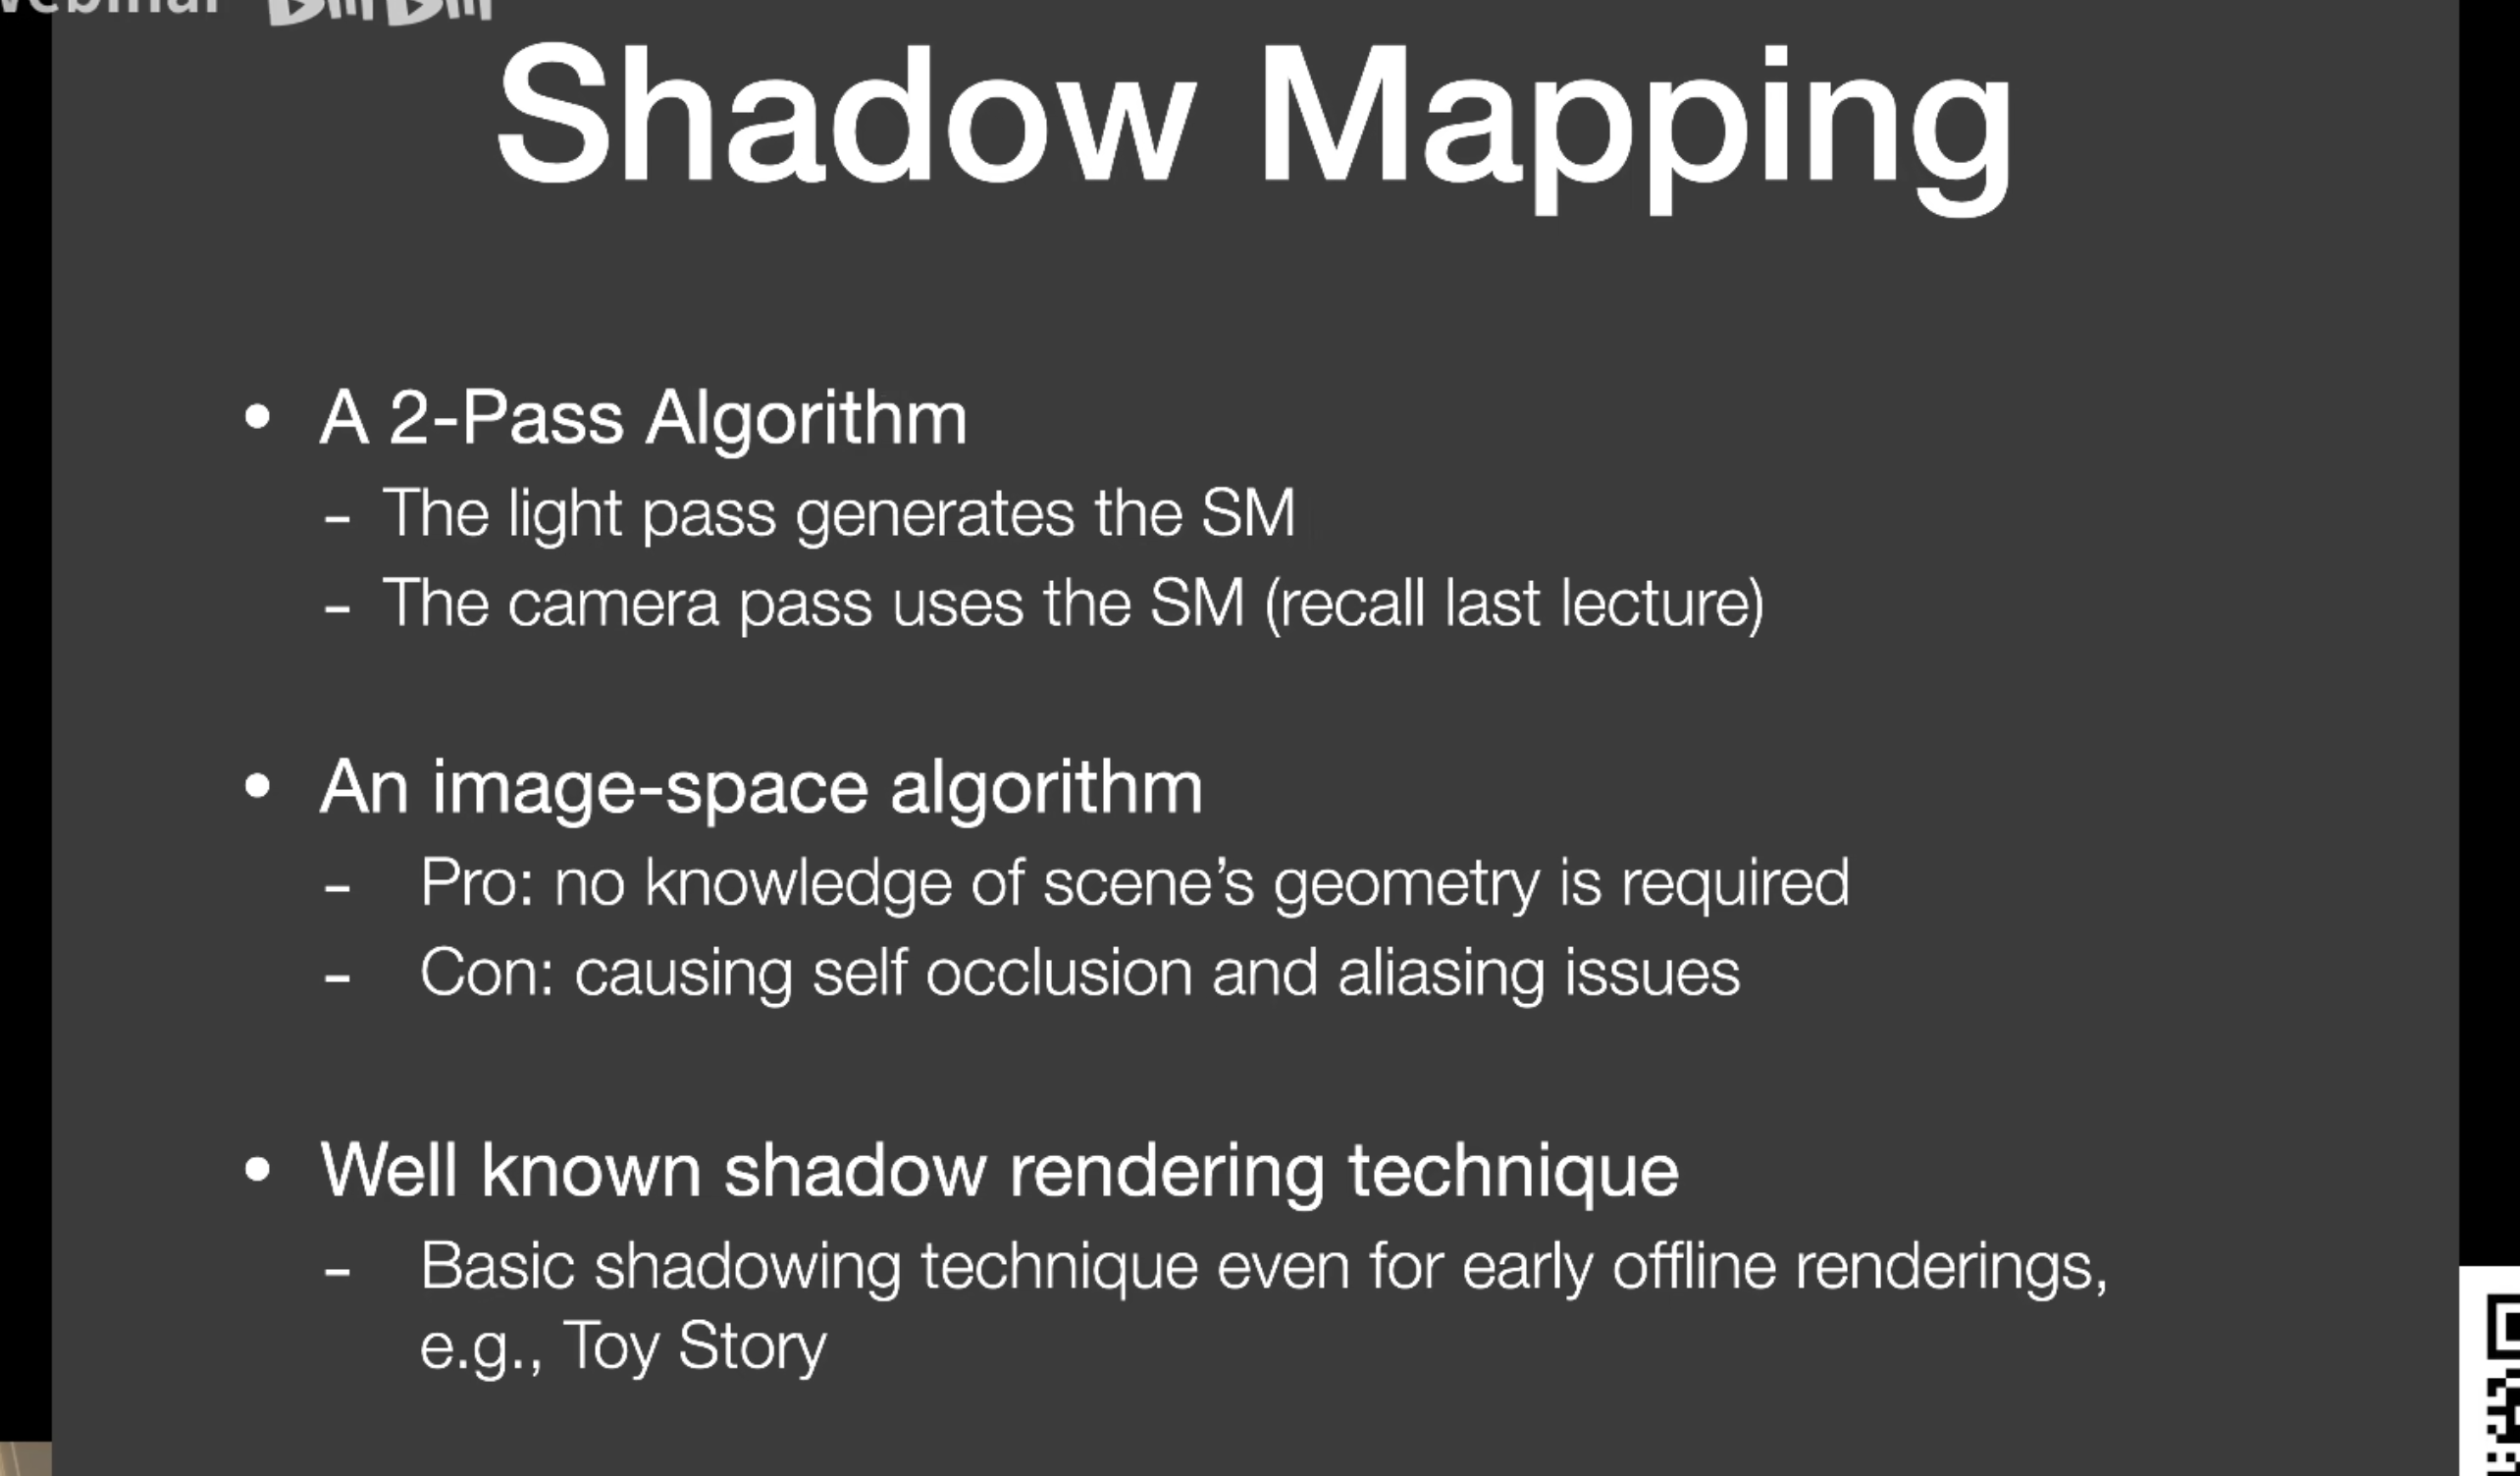 Shadow Mapping
• A 2-Pass Algorithm
- The light pass generates the SM
- The camera pass uses the SM (recall last lecture)
• An image-space algorithm
- Pro: no knowledge of scene’s geometry is required
- Con: causing self occlusion and aliasing issues
• Well known shadow rendering technique
- Basic shadowing technique even for early offline renderings,
e.g., Toy Story